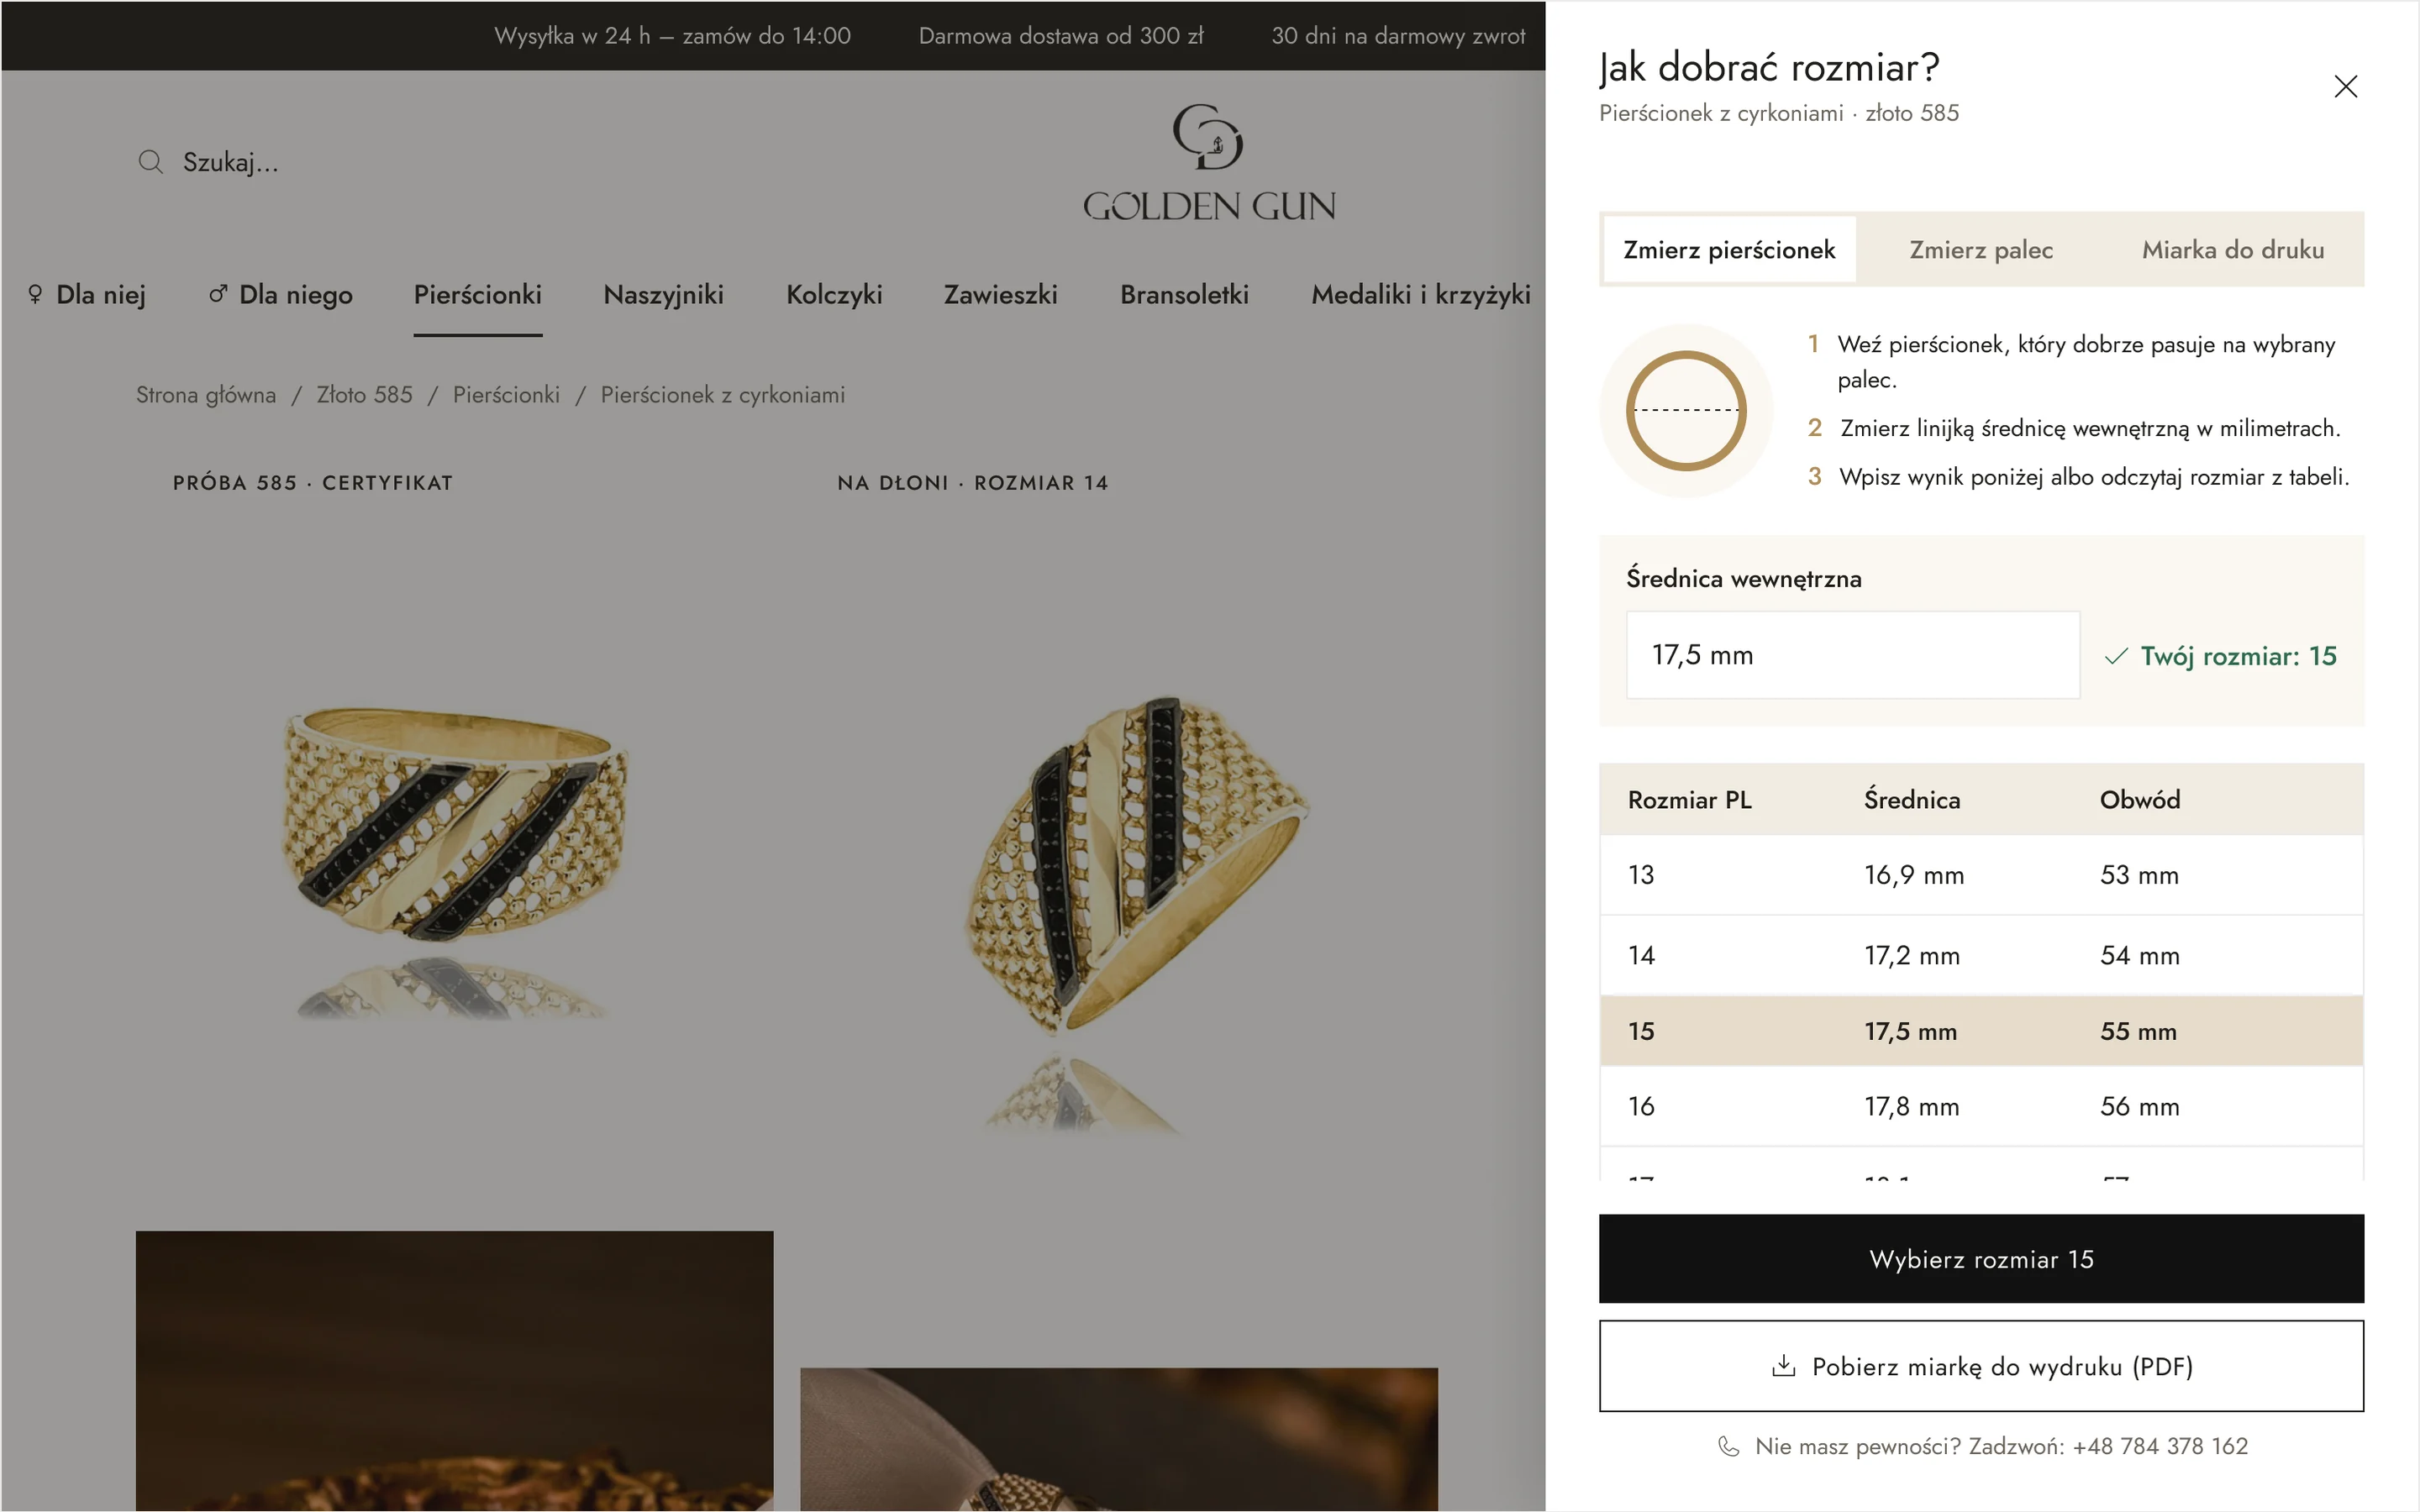 Wysyłka w 24 h – zamów do 14:00
Darmowa dostawa od 300 zł
30 dni na darmowy zwrot
Szukaj...
GOLDEN GUN
Dla niej
Dla niego
Pierścionki
Naszyjniki
Kolczyki
Zawieszki
Bransoletki
Medaliki i krzyżyki
Strona główna / Złoto 585 / Pierścionki / Pierścionek z cyrkoniami
PRÓBA 585 · CERTYFIKAT
NA DŁONI · ROZMIAR 14
Jak dobrać rozmiar?
Pierścionek z cyrkoniami · złoto 585
Zmierz pierścionek
Zmierz palec
Miarka do druku
1 Weź pierścionek, który dobrze pasuje na wybrany
palec.
2 Zmierz linijką średnicę wewnętrzną w milimetrach.
3 Wpisz wynik poniżej albo odczytaj rozmiar z tabeli.
Średnica wewnętrzna
17,5 mm
Twój rozmiar: 15
Rozmiar PL Średnica Obwód
13 16,9 mm 53 mm
14 17,2 mm 54 mm
15 17,5 mm 55 mm
16 17,8 mm 56 mm
Wybierz rozmiar 15
Pobierz miarkę do wydruku (PDF)
Nie masz pewności? Zadzwoń: +48 784 378 162